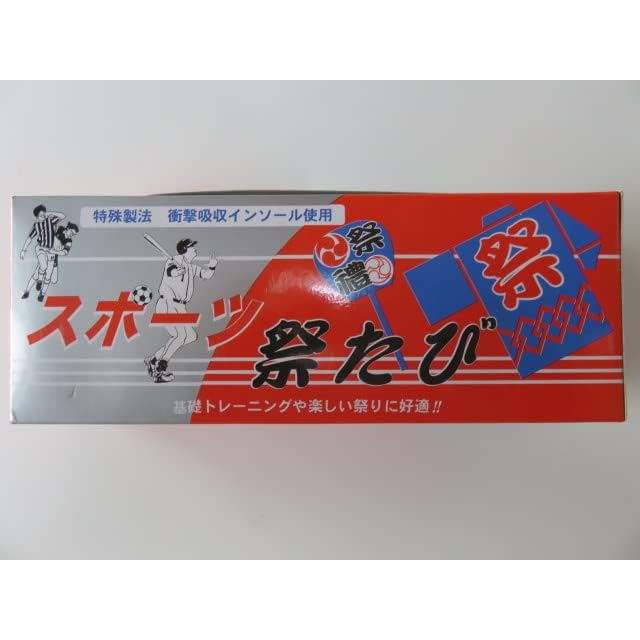 特殊製法 衝撃吸収インソール使用
スポーツ
祭たび
祭禮
祭
基礎トレーニングや楽しい祭りに好適!!